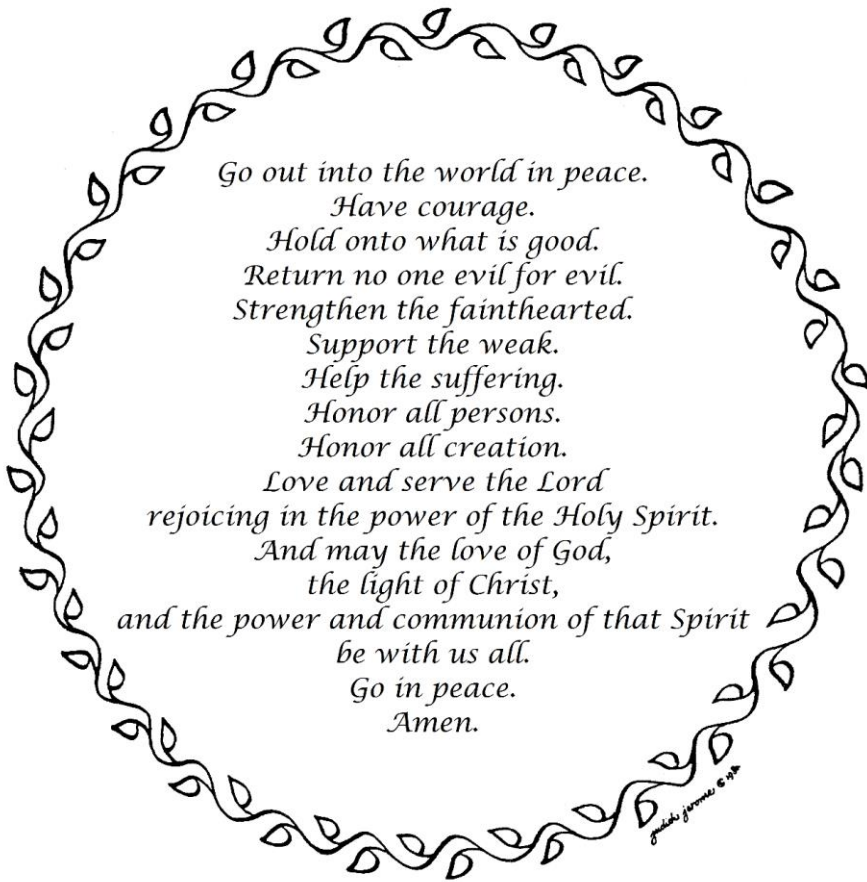 Go out into the world in peace.
Have courage.
Hold onto what is good.
Return no one evil for evil.
Strengthen the fainthearted.
Support the weak.
Help the suffering.
Honor all persons.
Honor all creation.
Love and serve the Lord
rejoicing in the power of the Holy Spirit.
And may the love of God,
the light of Christ,
and the power and communion of that Spirit
be with us all.
Go in peace.
Amen.
judith jerome ©